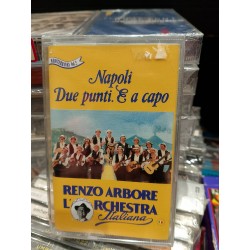 Napoli
Due punti. E a capo
RENZO ARBORE
L'ORCHESTRA
Italiana